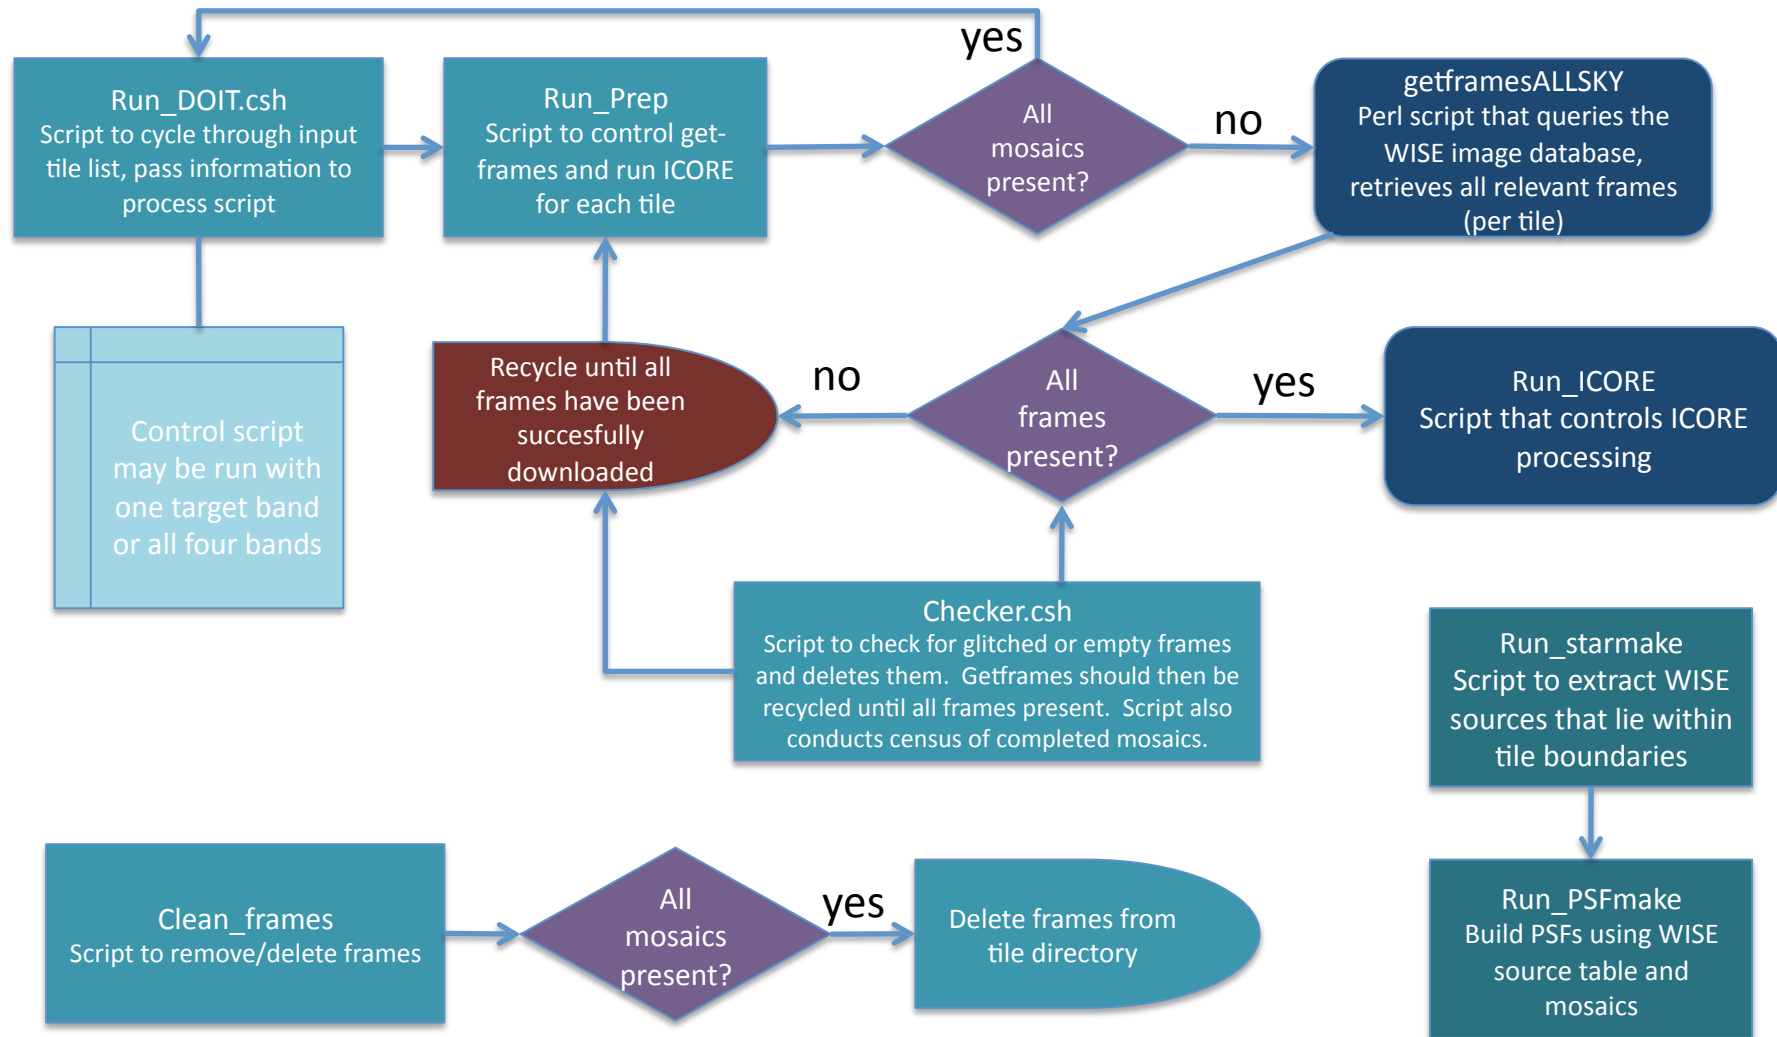 yes
Run_DOIT.csh
Script to cycle through input
tile list, pass information to
process script
Run_Prep
Script to control get-
frames and run ICORE
for each tile
All
mosaics
present?
no
getframesALLSKY
Perl script that queries the
WISE image database,
retrieves all relevant frames
(per tile)
Control script
may be run with
one target band
or all four bands
Recycle until all
frames have been
succesfully
downloaded
no
All
frames
present?
yes
Run_ICORE
Script that controls ICORE
processing
Checker.csh
Script to check for glitched or empty frames
and deletes them.  Getframes should then be
recycled until all frames present.  Script also
conducts census of completed mosaics.
Run_starmake
Script to extract WISE
sources that lie within
tile boundaries
Clean_frames
Script to remove/delete frames
All
mosaics
present?
yes
Delete frames from
tile directory
Run_PSFmake
Build PSFs using WISE
source table and
mosaics